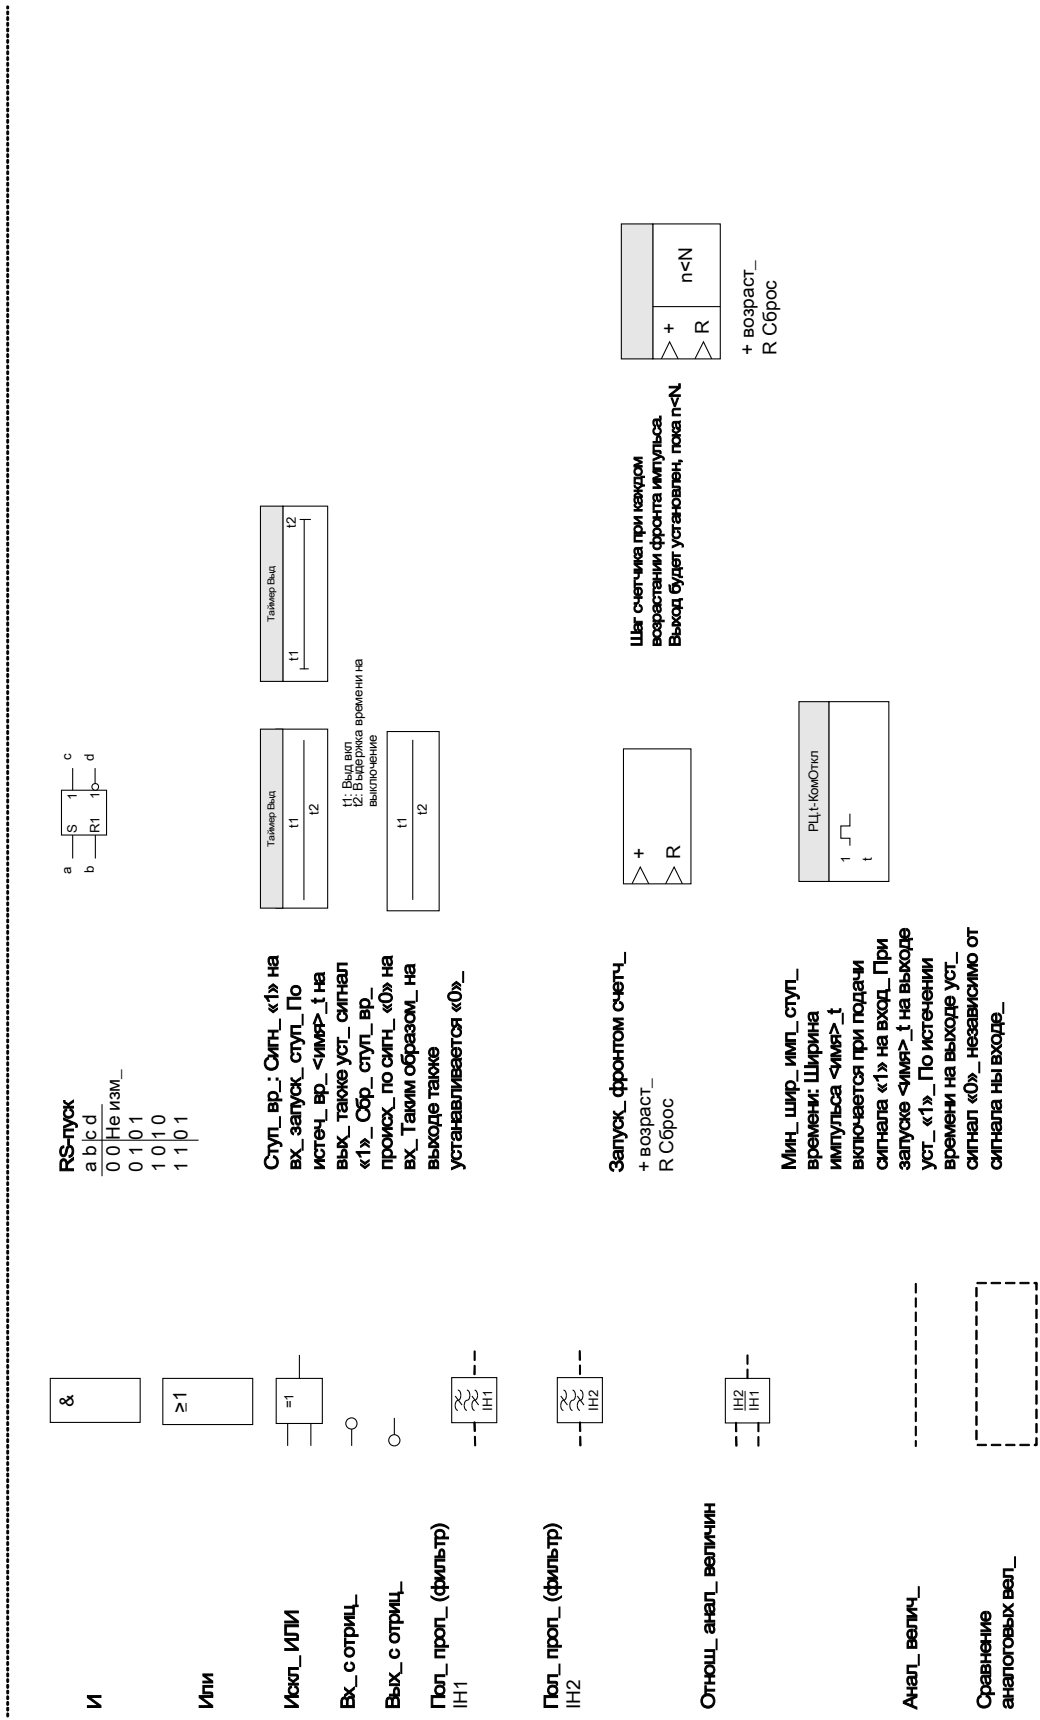 И
&
Или
≥1
Искл_ ИЛИ
=1
Вх_ с отриц_
Вых_ с отриц_
Пол_ проп_ (фильтр)
IH1
IH1
Пол_ проп_ (фильтр)
IH2
IH2
Отнош_ анал_ величин
IH2
IH1
Анал_ велич_
Сравнение
аналоговых вел_
RS-пуск
a b c d
0 0 Не изм_
0 1 0 1
1 0 1 0
1 1 0 1
a
b
S 1
R1 1
c
d
Ступ_ вр_: Сигн_ «1» на
вх_ запуск_ ступ_ По
истеч_ вр_ <имя>_t на
вых_ также уст_ сигнал
«1»_ Сбр_ ступ_ вр_
происх_ по сигн_ «0» на
вх_ Таким образом_ на
выходе также
устанавливается «0»_
Таймер Выд
t1
t2
Таймер Выд
t1
t2
t1: Выд вкл
t2: Выдержка времени на
выключение
t1
t2
Запуск_ фронтом счетч_
+ возраст_
R Сброс
+
R
Шаг счетчика при каждом
возрастании фронта импульса.
Выход будет установлен, пока n<N.
+
R
n<N
+ возраст_
R Сброс
Мин_ шир_ имп_ ступ_
времени: Ширина
импульса <имя>_t
включается при подачи
сигнала «1» на вход_ При
запуске <имя>_t на выходе
уст_ «1»_ По истечении
времени на выходе уст_
сигнал «0»_ независимо от
сигнала ны входе_
РЦ.t-КомОткл
1
t